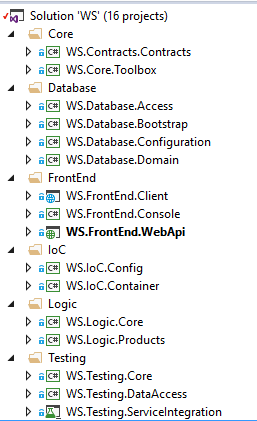 Solution 'WS' (16 projects)
Core
C# WS.Contracts.Contracts
C# WS.Core.Toolbox
Database
C# WS.Database.Access
C# WS.Database.Bootstrap
C# WS.Database.Configuration
C# WS.Database.Domain
FrontEnd
WS.FrontEnd.Client
C# WS.FrontEnd.Console
WS.FrontEnd.WebApi
IoC
C# WS.IoC.Config
C# WS.IoC.Container
Logic
C# WS.Logic.Core
C# WS.Logic.Products
Testing
C# WS.Testing.Core
C# WS.Testing.DataAccess
WS.Testing.ServiceIntegration